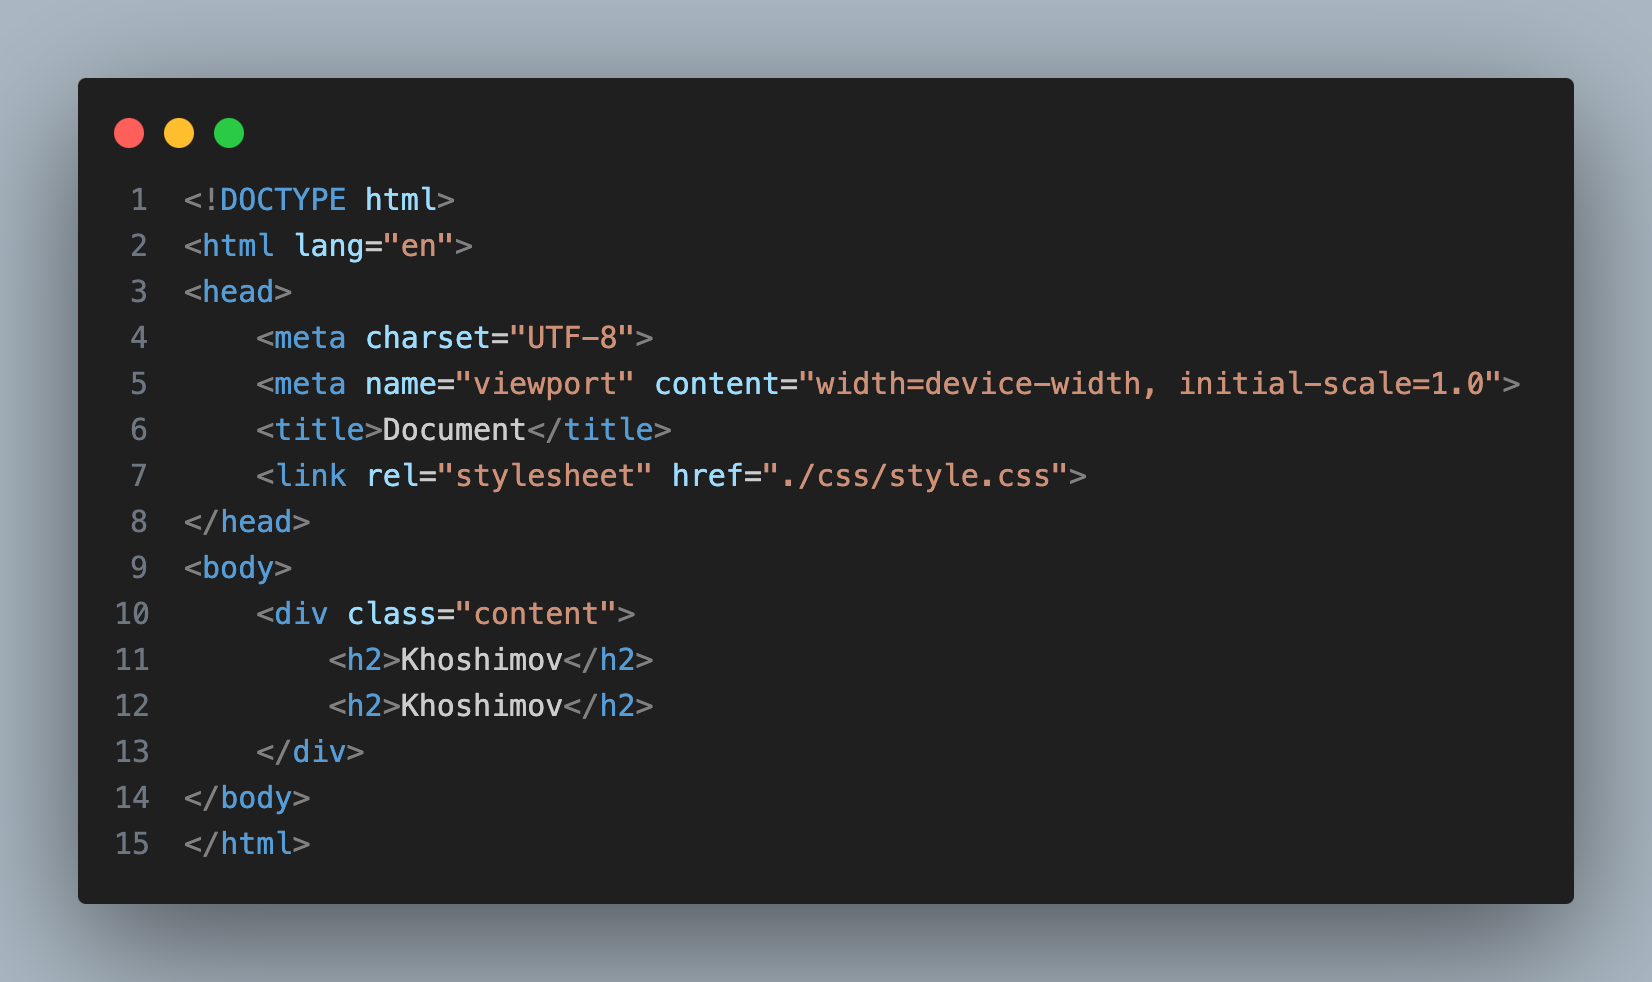 1 <!DOCTYPE html>
2 <html lang="en">
3 <head>
4     <meta charset="UTF-8">
5     <meta name="viewport" content="width=device-width, initial-scale=1.0">
6     <title>Document</title>
7     <link rel="stylesheet" href="./css/style.css">
8 </head>
9 <body>
10     <div class="content">
11         <h2>Khoshimov</h2>
12         <h2>Khoshimov</h2>
13     </div>
14 </body>
15 </html>